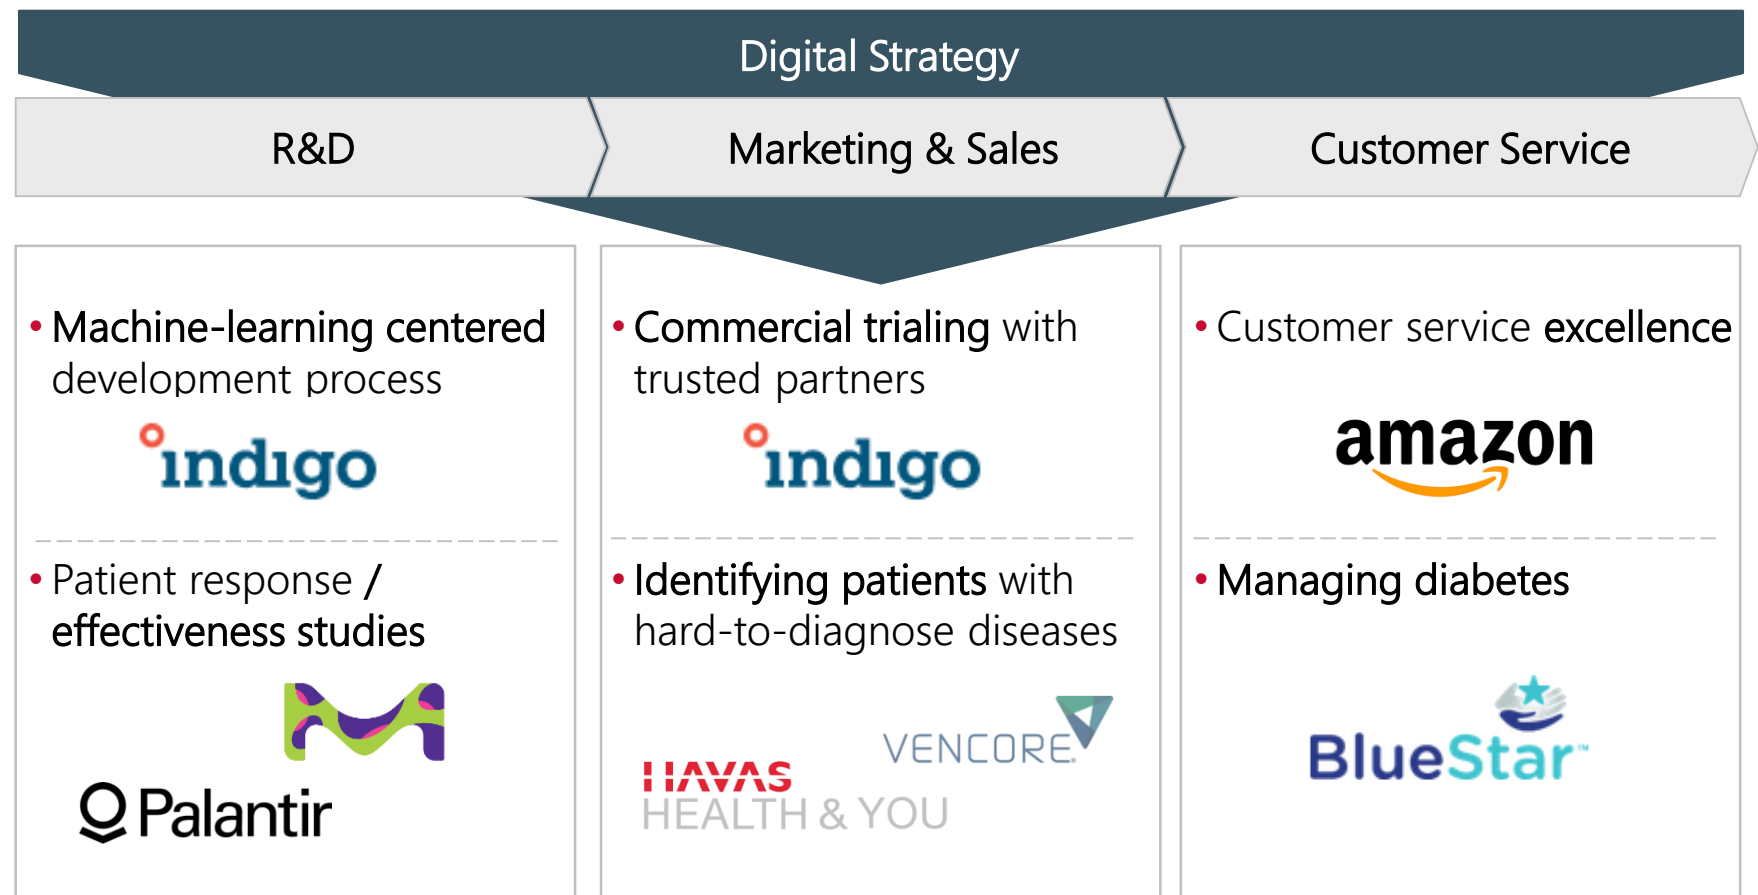 Digital Strategy
R&D
Marketing & Sales
Customer Service
• Machine-learning centered
development process
indigo
• Patient response /
effectiveness studies
M
Palantir
• Commercial trialing with
trusted partners
indigo
• Identifying patients with
hard-to-diagnose diseases
VENCORE®
HAVAS
HEALTH & YOU
• Customer service excellence
amazon
• Managing diabetes
BlueStar™